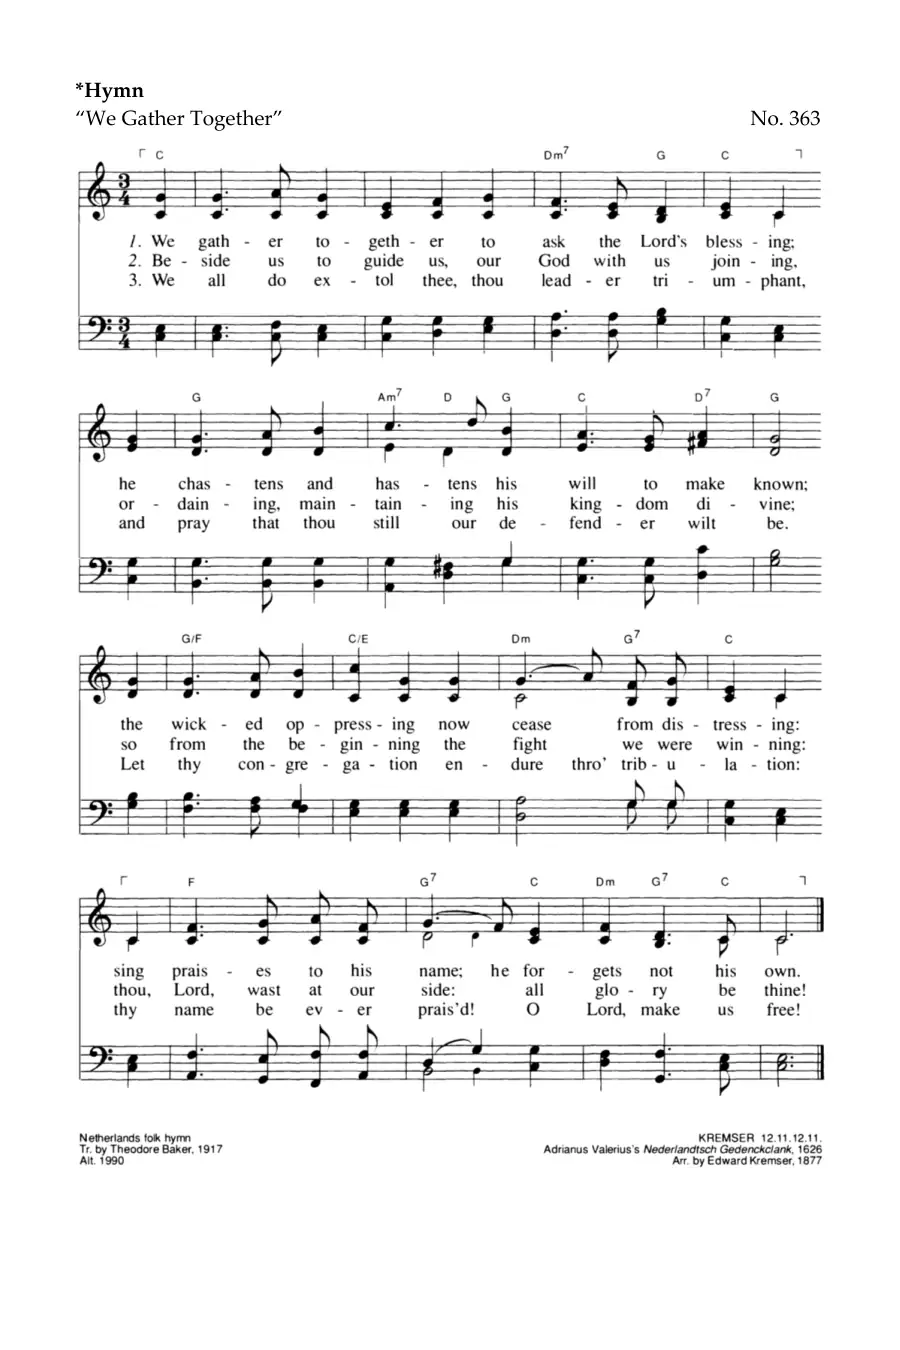 *Hymn
“We Gather Together” No. 363
C Dm7 G C
1. We gath - er to - geth - er to ask the Lord's bless - ing;
2. Be - side us to guide us, our God with us join - ing,
3. We all do ex - tol thee, thou lead - er tri - um - phant,
G Am7 D G C D7 G
he chas - tens and has - tens his will to make known;
or - dain - ing, main - tain - ing his king - dom di - vine;
and pray that thou still our de - fend - er wilt be.
G/F C/E Dm G7 C
the wick - ed op - press - ing now cease from dis - tress - ing:
so from the be - gin - ning the fight we were win - ning:
Let thy con - gre - ga - tion en - dure thro' trib - u - la - tion:
F G7 C Dm G7 C
sing prais - es to his name; he for - gets not his own.
thou, Lord, wast at our side: all glo - ry be thine!
thy name be ev - er prais'd! O Lord, make us free!
Netherlands folk hymn KREMSER 12.11.12.11.
Tr. by Theodore Baker, 1917 Adrianus Valerius's Nederlandtsch Gedenckclank, 1626
Alt. 1990 Arr. by Edward Kremser, 1877